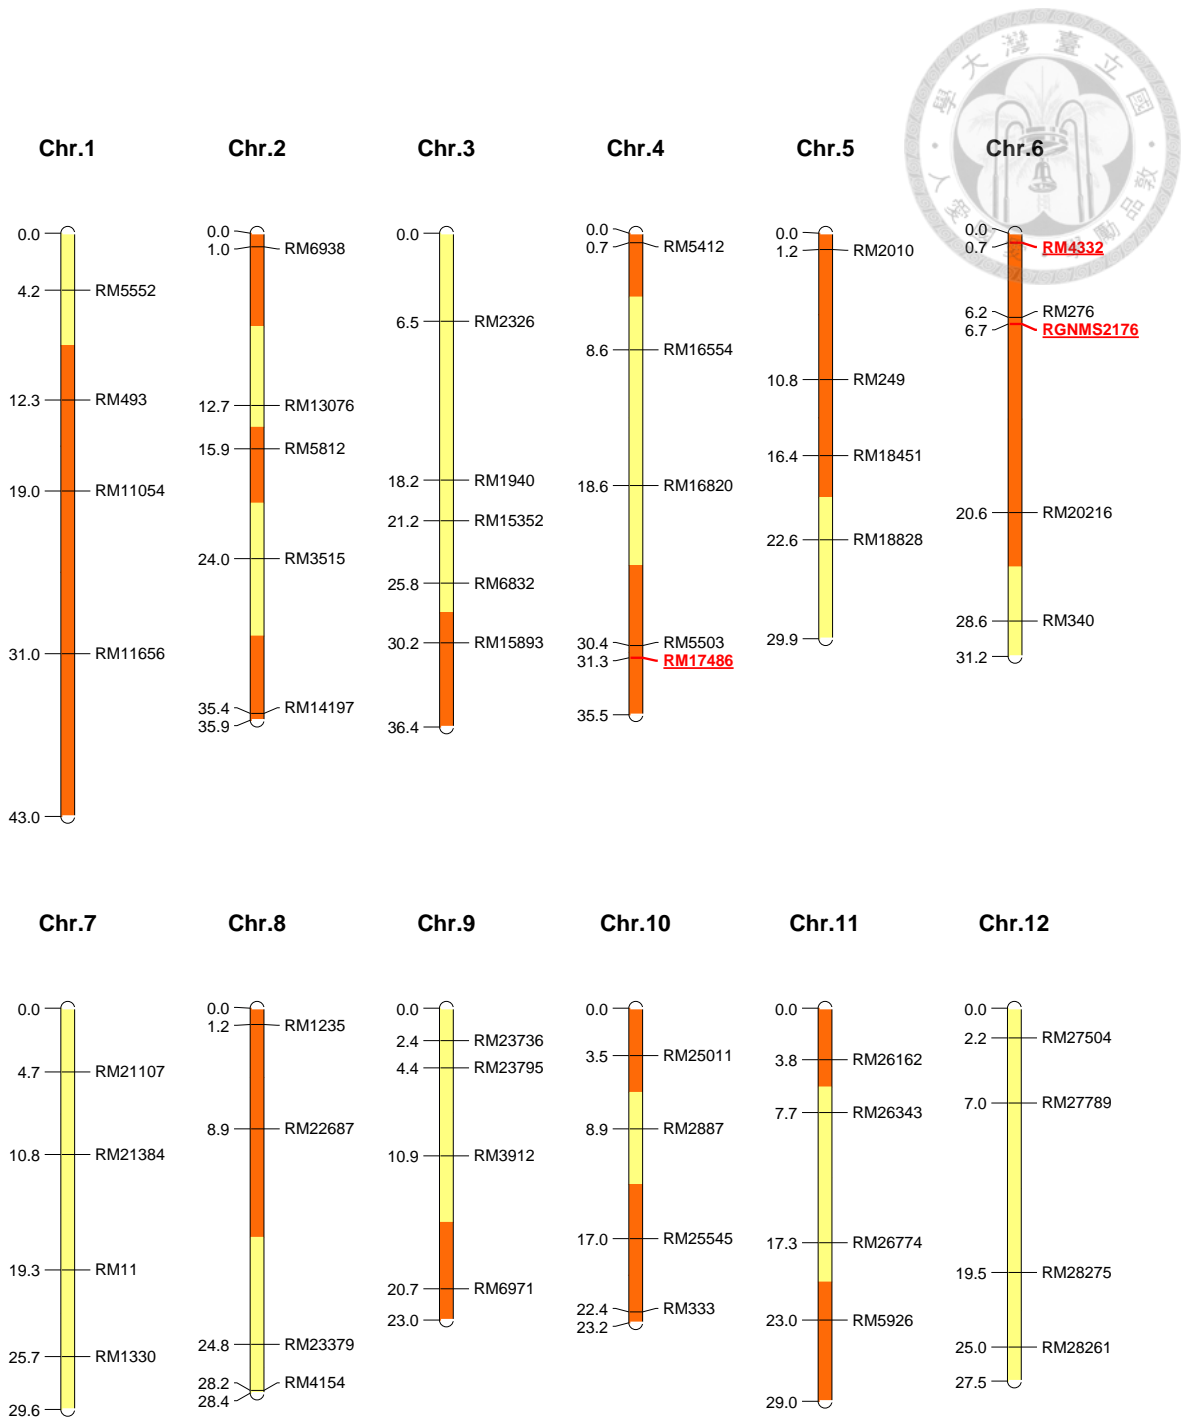 國立臺灣大學
敦品勵學 愛人
Chr.1 Chr.2 Chr.3 Chr.4 Chr.5 Chr.6
0.0
4.2 RM5552
12.3 RM493
19.0 RM11054
31.0 RM11656
43.0
0.0
1.0 RM6938
12.7 RM13076
15.9 RM5812
24.0 RM3515
35.4 RM14197
35.9
0.0
6.5 RM2326
18.2 RM1940
21.2 RM15352
25.8 RM6832
30.2 RM15893
36.4
0.0
0.7 RM5412
8.6 RM16554
18.6 RM16820
30.4 RM5503
31.3 RM17486
35.5
0.0
1.2 RM2010
10.8 RM249
16.4 RM18451
22.6 RM18828
29.9
0.0
0.7 RM4332
6.2 RM276
6.7 RGNMS2176
20.6 RM20216
28.6 RM340
31.2
Chr.7 Chr.8 Chr.9 Chr.10 Chr.11 Chr.12
0.0
4.7 RM21107
10.8 RM21384
19.3 RM11
25.7 RM1330
29.6
0.0
1.2 RM1235
8.9 RM22687
24.8 RM23379
28.2 RM4154
28.4
0.0
2.4 RM23736
4.4 RM23795
10.9 RM3912
20.7 RM6971
23.0
0.0
3.5 RM25011
8.9 RM2887
17.0 RM25545
22.4 RM333
23.2
0.0
3.8 RM26162
7.7 RM26343
17.3 RM26774
23.0 RM5926
29.0
0.0
2.2 RM27504
7.0 RM27789
19.5 RM28275
25.0 RM28261
27.5